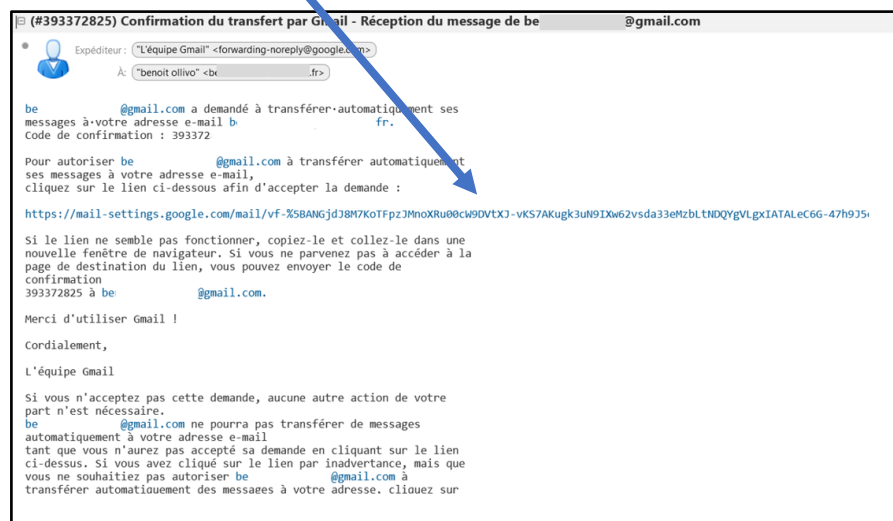 (#393372825) Confirmation du transfert par Gmail - Réception du message de be @gmail.com
Expéditeur : "L'équipe Gmail" <forwarding-noreply@google.com>
À: "benoit ollivo" <be .fr>
be @gmail.com a demandé à transférer·automatiquement ses
messages à·votre adresse e-mail b fr.
Code de confirmation : 393372
Pour autoriser be @gmail.com à transférer automatiquement
ses messages à votre adresse e-mail,
cliquez sur le lien ci-dessous afin d'accepter la demande :
https://mail-settings.google.com/mail/vf-%5BANGjdJ8M7KoTFpzJMnoXRu00cW9DVtXJ-vKS7AKugk3uN9IXw62vsda33eMzbLtNDQYgVLgxIATALeC6G-47h9J5
Si le lien ne semble pas fonctionner, copiez-le et collez-le dans une
nouvelle fenêtre de navigateur. Si vous ne parvenez pas à accéder à la
page de destination du lien, vous pouvez envoyer le code de
confirmation
393372825 à be @gmail.com.
Merci d'utiliser Gmail !
Cordialement,
L'équipe Gmail
Si vous n'acceptez pas cette demande, aucune autre action de votre
part n'est nécessaire.
be @gmail.com ne pourra pas transférer de messages
automatiquement à votre adresse e-mail
tant que vous n'aurez pas accepté sa demande en cliquant sur le lien
ci-dessus. Si vous avez cliqué sur le lien par inadvertance, mais que
vous ne souhaitiez pas autoriser be @gmail.com à
transférer automatiquement des messages à votre adresse, cliquez sur